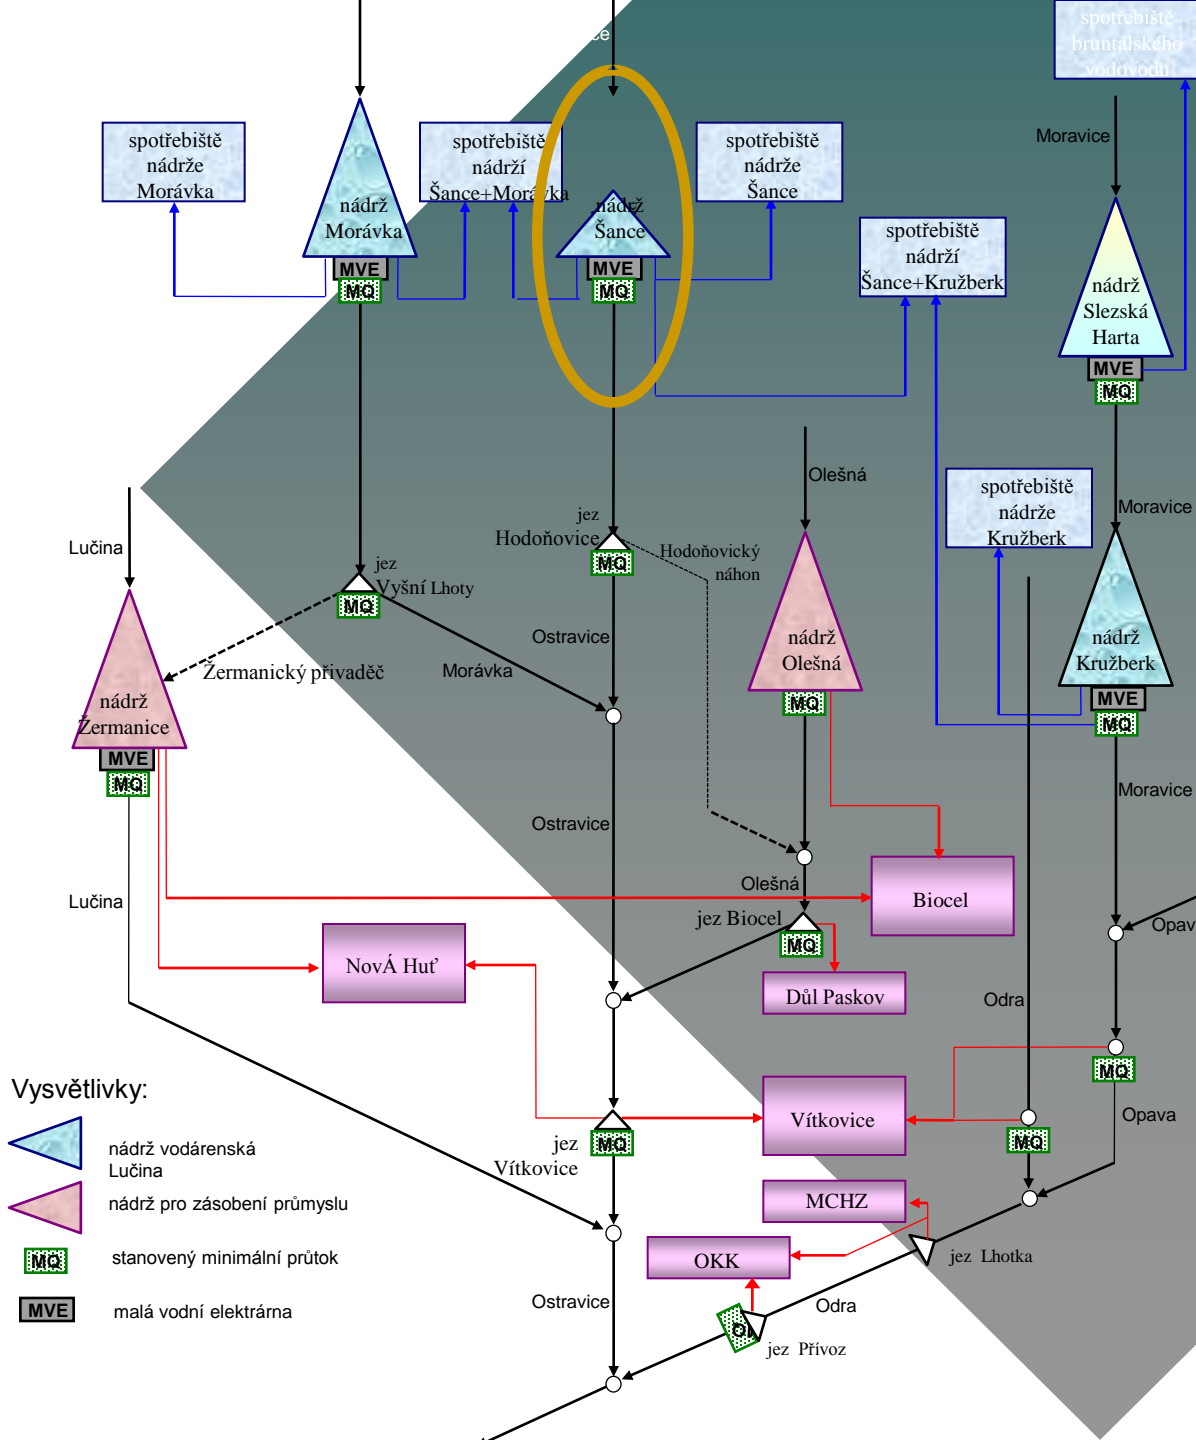 ce
spotřebiště
bruntálského
vodovodu
spotřebiště
nádrže
Morávka
nádrž
Morávka
MVE
MQ
spotřebiště
nádrží
Šance+Morávka
nádrž
Šance
MVE
MQ
spotřebiště
nádrže
Šance
Moravice
spotřebiště
nádrží
Šance+Kružberk
nádrž
Slezská
Harta
MVE
MQ
Olešná
spotřebiště
nádrže
Kružberk
Moravice
Lučina
jez
Vyšní Lhoty
MQ
jez
Hodoňovice
MQ
Hodoňovický
náhon
Ostravice
Morávka
Žermanický přivaděč
nádrž
Žermanice
MVE
MQ
nádrž
Olešná
MQ
nádrž
Kružberk
MVE
MQ
Moravice
Ostravice
Lučina
Olešná
jez Biocel
MQ
Biocel
Opav
NovÁ Huť
Důl Paskov
Odra
MQ
Vysvětlivky:
nádrž vodárenská
Lučina
nádrž pro zásobení průmyslu
MQ
stanovený minimální průtok
MVE
malá vodní elektrárna
jez
Vítkovice
MQ
Vítkovice
MQ
Opava
MCHZ
OKK
jez Lhotka
Ostravice
Odra
jez Přívoz